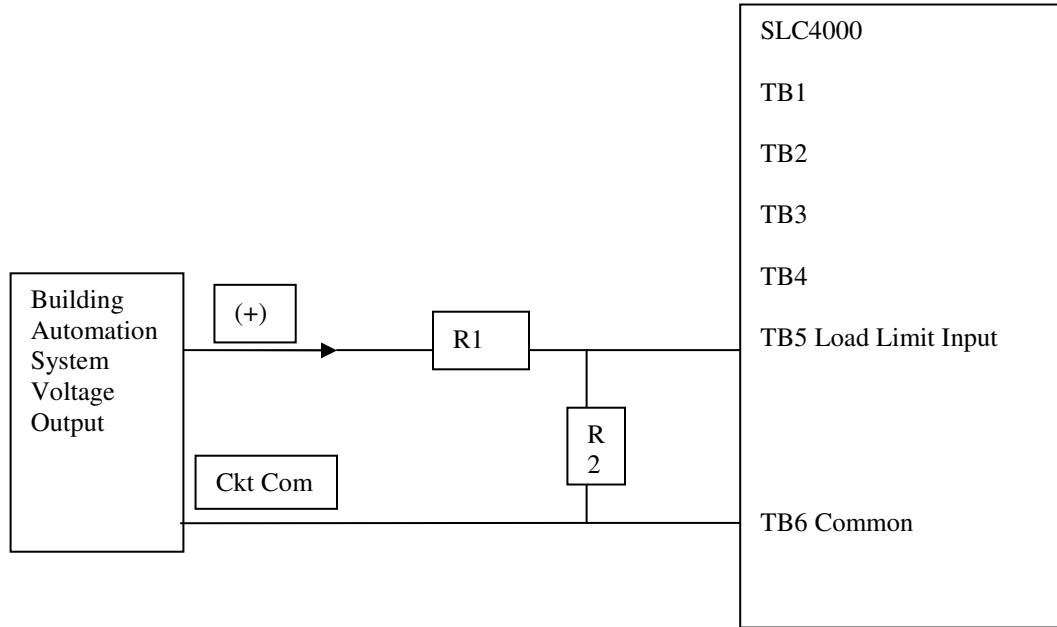 SLC4000
TB1
TB2
TB3
TB4
TB5 Load Limit Input
TB6 Common
Building
Automation
System
Voltage
Output
(+)
R1
R
2
Ckt Com